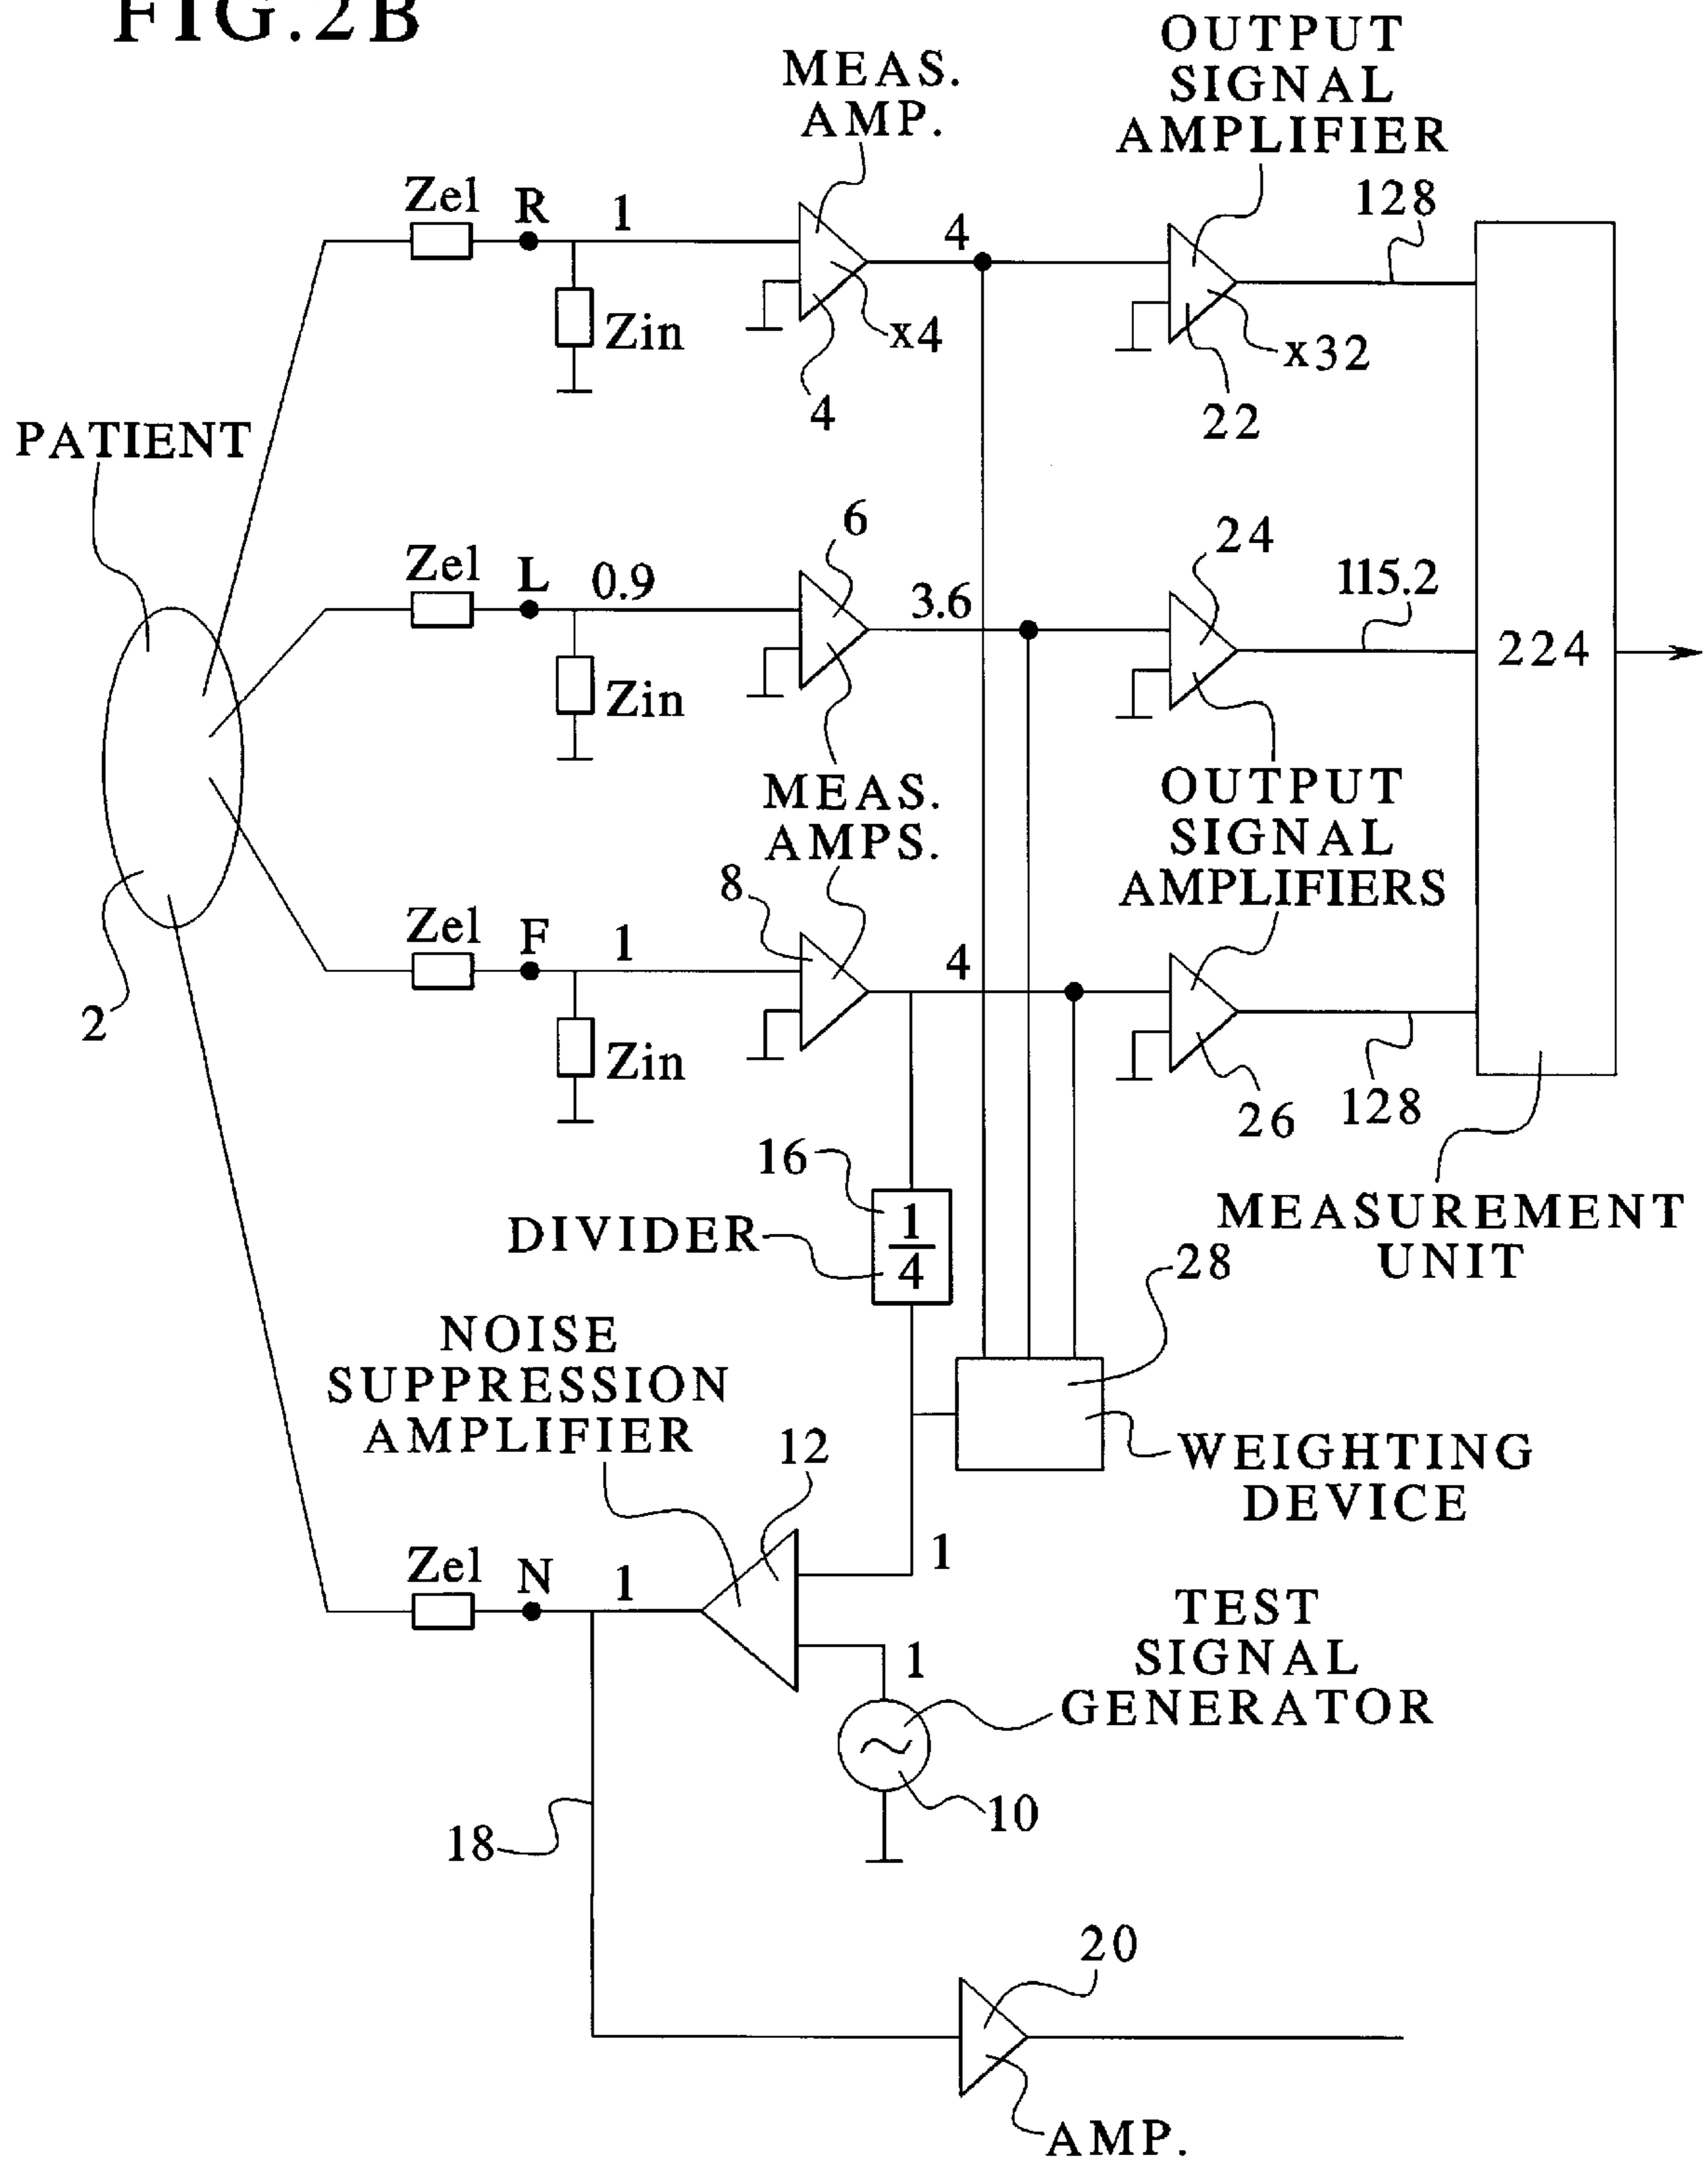 FIG.2B
MEAS.
AMP.
OUTPUT
SIGNAL
AMPLIFIER
Zel R 1
4
128
Zin
x4
x32
4
22
PATIENT
6
24
Zel L 0.9
3.6
115.2
224
Zin
MEAS.
AMPS.
OUTPUT
SIGNAL
AMPLIFIERS
8
Zel F 1
4
2
Zin
26
128
16
DIVIDER
1
4
MEASUREMENT
UNIT
28
NOISE
SUPPRESSION
AMPLIFIER
12
WEIGHTING
DEVICE
Zel N 1
1
TEST
SIGNAL
GENERATOR
1
10
18
20
AMP.